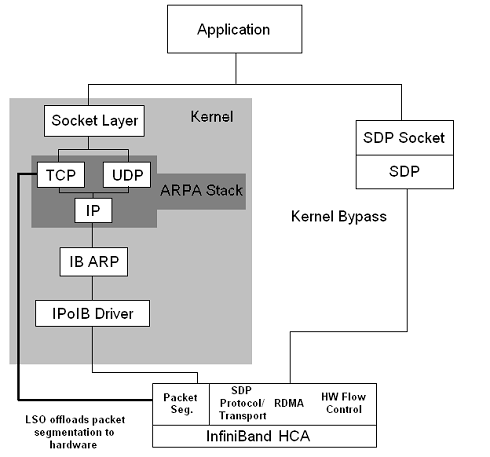 Application
Socket Layer
Kernel
SDP Socket
SDP
TCP
UDP
ARPA Stack
IP
Kernel Bypass
IB ARP
IPoIB Driver
Packet
Seg.
SDP
Protocol/
Transport
RDMA
HW Flow
Control
InfiniBand HCA
LSO offloads packet
segmentation to
hardware